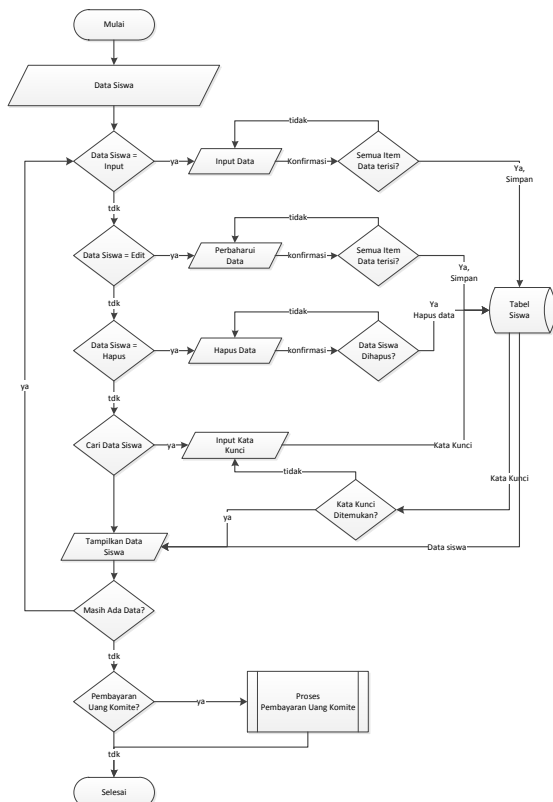 Mulai
Data Siswa
tidak
Data Siswa =
Input
ya
Input Data
Konfirmasi
Semua Item
Data terisi?
Ya,
Simpan
tdk
tidak
Data Siswa = Edit
ya
Perbaharui
Data
konfirmasi
Semua Item
Data terisi?
Ya,
Simpan
tdk
Ya
Hapus data
Tabel
Siswa
tidak
Data Siswa =
Hapus
ya
Hapus Data
konfirmasi
Data Siswa
Dihapus?
ya
tdk
Cari Data Siswa
ya
Input Kata
Kunci
Kata Kunci
tidak
Kata Kunci
Kata Kunci
Ditemukan?
ya
Tampilkan Data
Siswa
Data siswa
Masih Ada Data?
tdk
Pembayaran
Uang Komite?
ya
Proses
Pembayaran Uang Komite
tdk
Selesai